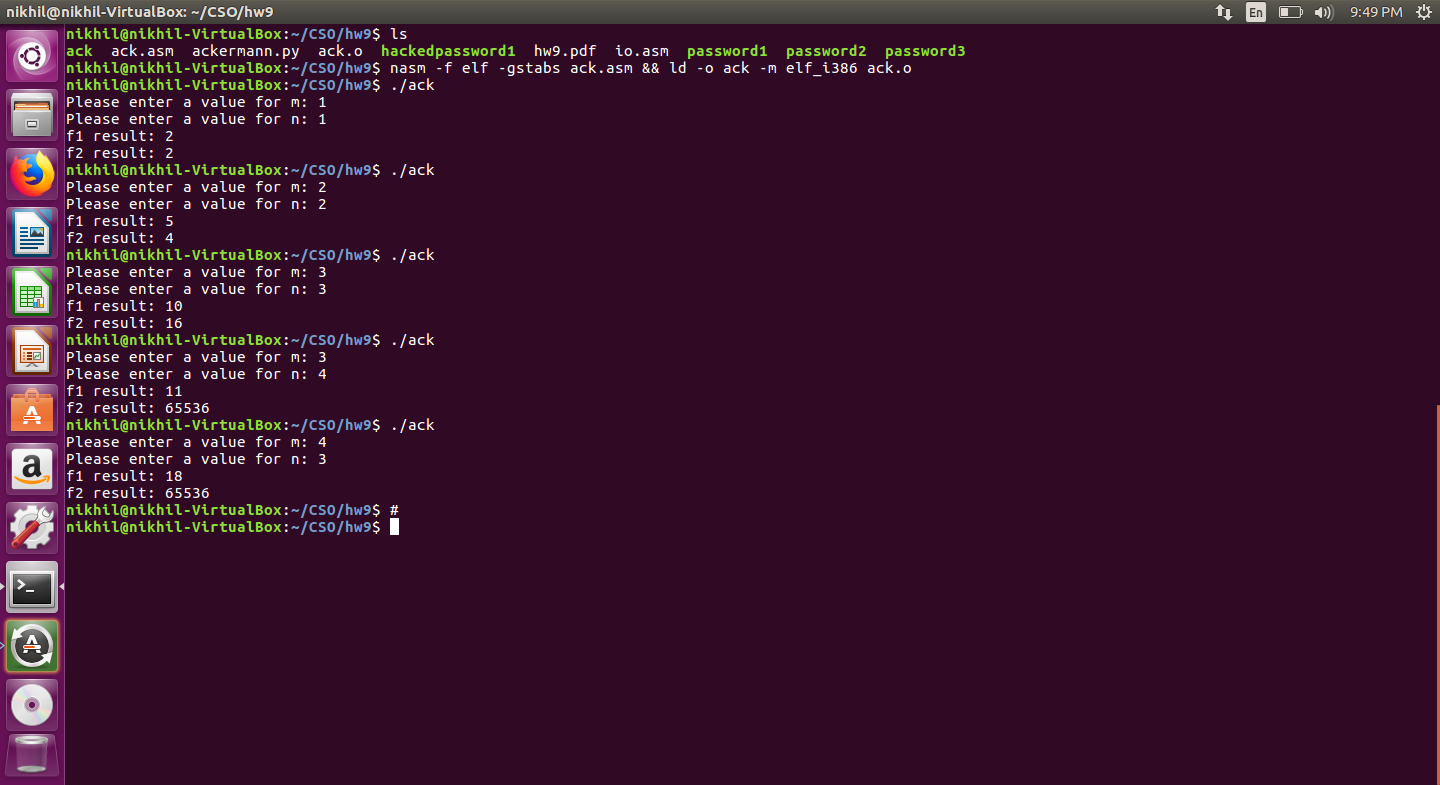 nikhil@nikhil-VirtualBox: ~/CSO/hw9 En 9:49 PM
nikhil@nikhil-VirtualBox:~/CSO/hw9$ ls
ack ack.asm ackermann.py ack.o hackedpassword1 hw9.pdf io.asm password1 password2 password3
nikhil@nikhil-VirtualBox:~/CSO/hw9$ nasm -f elf -gstabs ack.asm && ld -o ack -m elf_i386 ack.o
nikhil@nikhil-VirtualBox:~/CSO/hw9$ ./ack
Please enter a value for m: 1
Please enter a value for n: 1
f1 result: 2
f2 result: 2
nikhil@nikhil-VirtualBox:~/CSO/hw9$ ./ack
Please enter a value for m: 2
Please enter a value for n: 2
f1 result: 5
f2 result: 4
nikhil@nikhil-VirtualBox:~/CSO/hw9$ ./ack
Please enter a value for m: 3
Please enter a value for n: 3
f1 result: 10
f2 result: 16
nikhil@nikhil-VirtualBox:~/CSO/hw9$ ./ack
Please enter a value for m: 3
Please enter a value for n: 4
f1 result: 11
f2 result: 65536
nikhil@nikhil-VirtualBox:~/CSO/hw9$ ./ack
Please enter a value for m: 4
Please enter a value for n: 3
f1 result: 18
f2 result: 65536
nikhil@nikhil-VirtualBox:~/CSO/hw9$ #
nikhil@nikhil-VirtualBox:~/CSO/hw9$